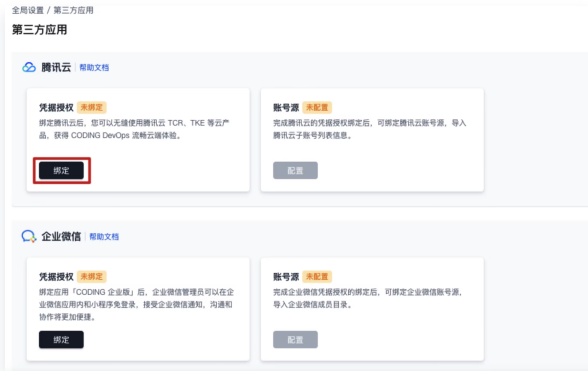 全局设置 / 第三方应用
第三方应用
腾讯云 帮助文档
凭据授权 未绑定
绑定腾讯云后，您可以无缝使用腾讯云 TCR、TKE 等云产
品，获得 CODING DevOps 流畅云端体验。
绑定
账号源 未配置
完成腾讯云的凭据授权绑定后，可绑定腾讯云账号源，导入
腾讯云子账号列表信息。
配置
企业微信 帮助文档
凭据授权 未绑定
绑定应用「CODING 企业版」后，企业微信管理员可以在企
业微信应用内和小程序免登录，接受企业微信通知，沟通和
协作将更加便捷。
绑定
账号源 未配置
完成企业微信凭据授权的绑定后，可绑定企业微信账号源，
导入企业微信成员目录。
配置